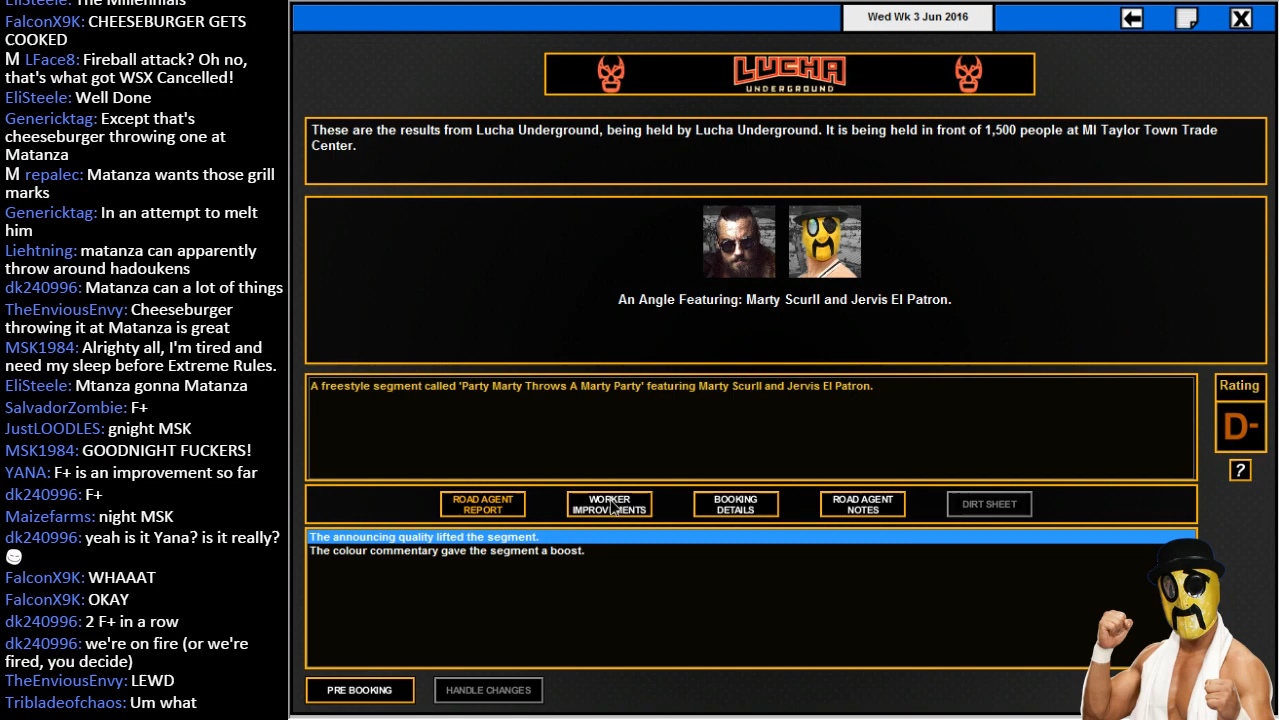 EliSteele: The Millennials
FalconX9K: CHEESEBURGER GETS
COOKED
M LFace8: Fireball attack? Oh no,
that's what got WSX Cancelled!
EliSteele: Well Done
Genericktag: Except that's
cheeseburger throwing one at
Matanza
M repalec: Matanza wants those grill
marks
Genericktag: In an attempt to melt
him
Liehtning: matanza can apparently
throw around hadoukens
dk240996: Matanza can a lot of things
TheEnviousEnvy: Cheeseburger
throwing it at Matanza is great
MSK1984: Alrighty all, I'm tired and
need my sleep before Extreme Rules.
EliSteele: Mtanza gonna Matanza
SalvadorZombie: F+
JustLOODLES: gnight MSK
MSK1984: GOODNIGHT FUCKERS!
YANA: F+ is an improvement so far
dk240996: F+
Maizefarms: night MSK
dk240996: yeah is it Yana? is it really?
FalconX9K: WHAAAT
FalconX9K: OKAY
dk240996: 2 F+ in a row
dk240996: we're on fire (or we're
fired, you decide)
TheEnviousEnvy: LEWD
Tribladeofchaos: Um what
Wed Wk 3 Jun 2016
LUCHA
UNDERGROUND
These are the results from Lucha Underground, being held by Lucha Underground. It is being held in front of 1,500 people at MI Taylor Town Trade
Center.
An Angle Featuring: Marty Scurll and Jervis El Patron.
A freestyle segment called 'Party Marty Throws A Marty Party' featuring Marty Scurll and Jervis El Patron.
Rating
D-
?
ROAD AGENT
REPORT
WORKER
IMPROVEMENTS
BOOKING
DETAILS
ROAD AGENT
NOTES
DIRT SHEET
The announcing quality lifted the segment.
The colour commentary gave the segment a boost.
PRE BOOKING
HANDLE CHANGES